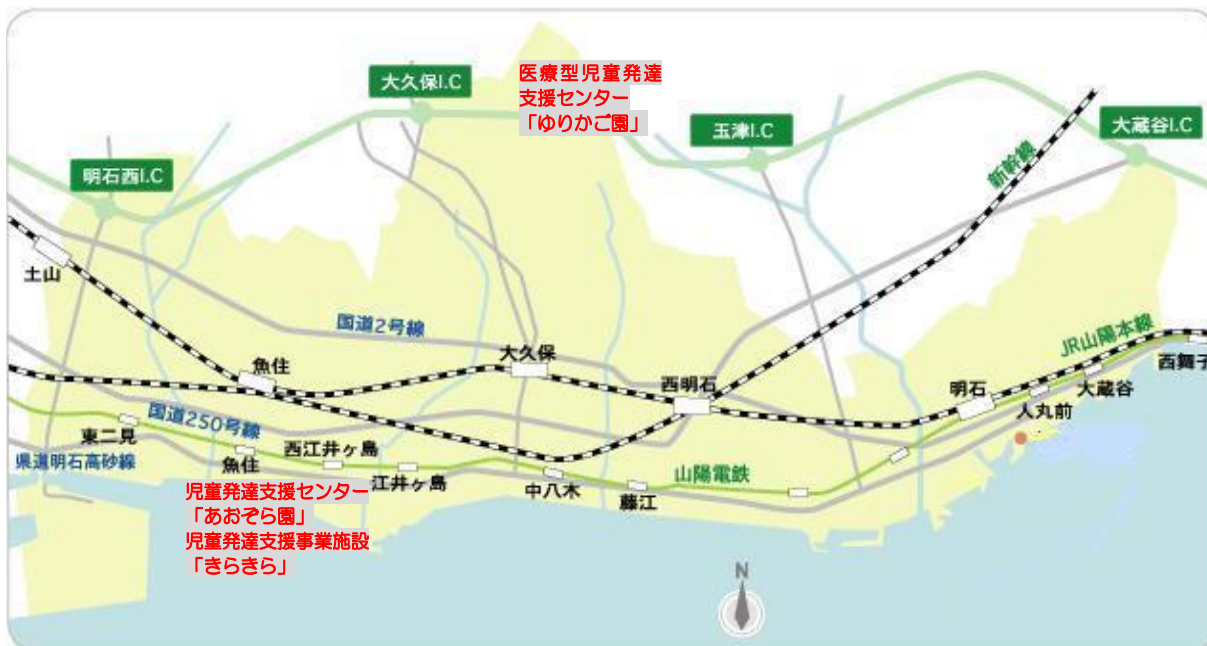 医療型児童発達
支援センター
「ゆりかご園」
大久保I.C
玉津I.C
大蔵谷I.C
明石西I.C
新幹線
土山
国道2号線
JR山陽本線
大久保
魚住
西明石
西舞子
明石
大蔵谷
人丸前
国道250号線
東二見
西江井ヶ島
県道明石高砂線
魚住
江井ヶ島
中八木
藤江
山陽電鉄
児童発達支援センター
「あおぞら園」
児童発達支援事業施設
「きらきら」
N